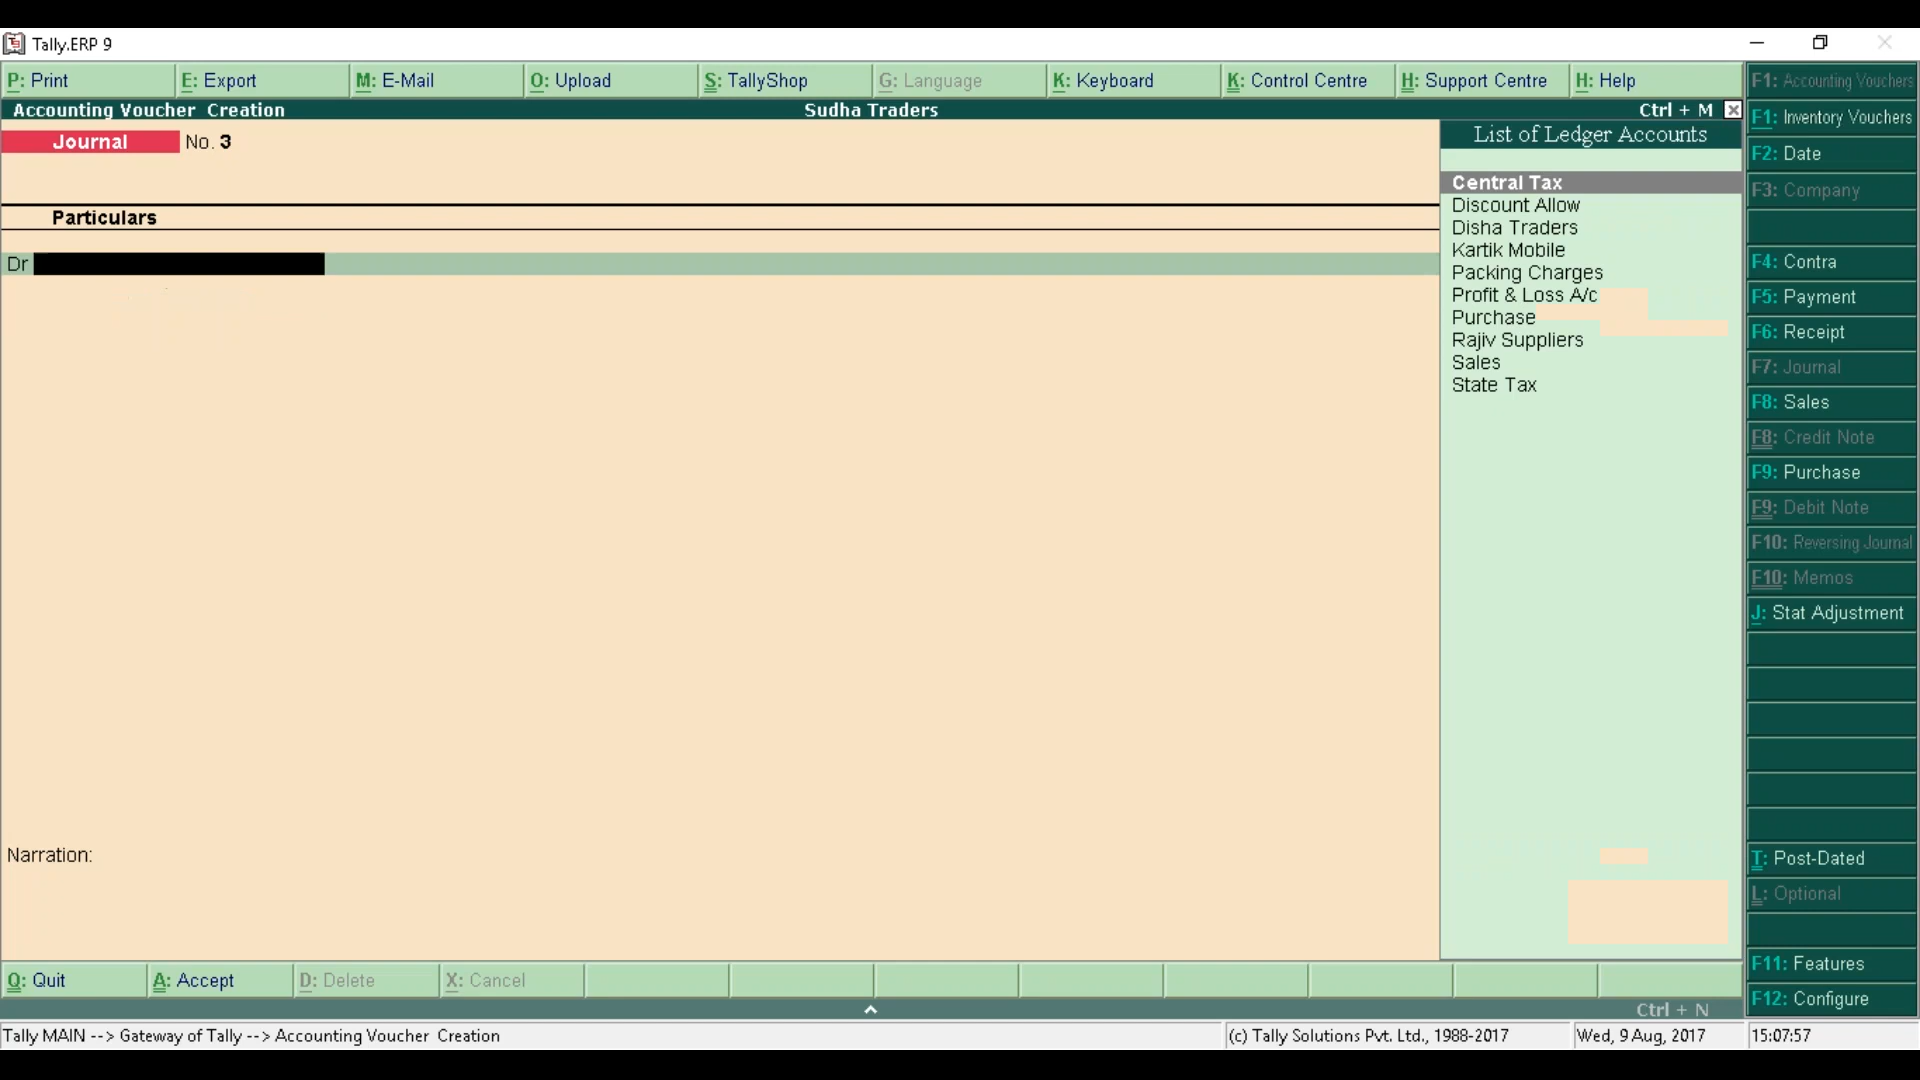 Tally.ERP 9
P: Print E: Export M: E-Mail O: Upload S: TallyShop G: Language K: Keyboard K: Control Centre H: Support Centre H: Help
Accounting Voucher Creation Sudha Traders Ctrl + M
Journal No. 3
Particulars
Dr
Narration:
List of Ledger Accounts
Central Tax
Discount Allow
Disha Traders
Kartik Mobile
Packing Charges
Profit & Loss A/c
Purchase
Rajiv Suppliers
Sales
State Tax
F1: Accounting Vouchers
F1: Inventory Vouchers
F2: Date
F3: Company
F4: Contra
F5: Payment
F6: Receipt
F7: Journal
F8: Sales
F8: Credit Note
F9: Purchase
F9: Debit Note
F10: Reversing Journal
F10: Memos
J: Stat Adjustment
T: Post-Dated
L: Optional
F11: Features
F12: Configure
Q: Quit A: Accept D: Delete X: Cancel
Ctrl + N
Tally MAIN --> Gateway of Tally --> Accounting Voucher Creation (c) Tally Solutions Pvt. Ltd., 1988-2017 Wed, 9 Aug, 2017 15:07:57